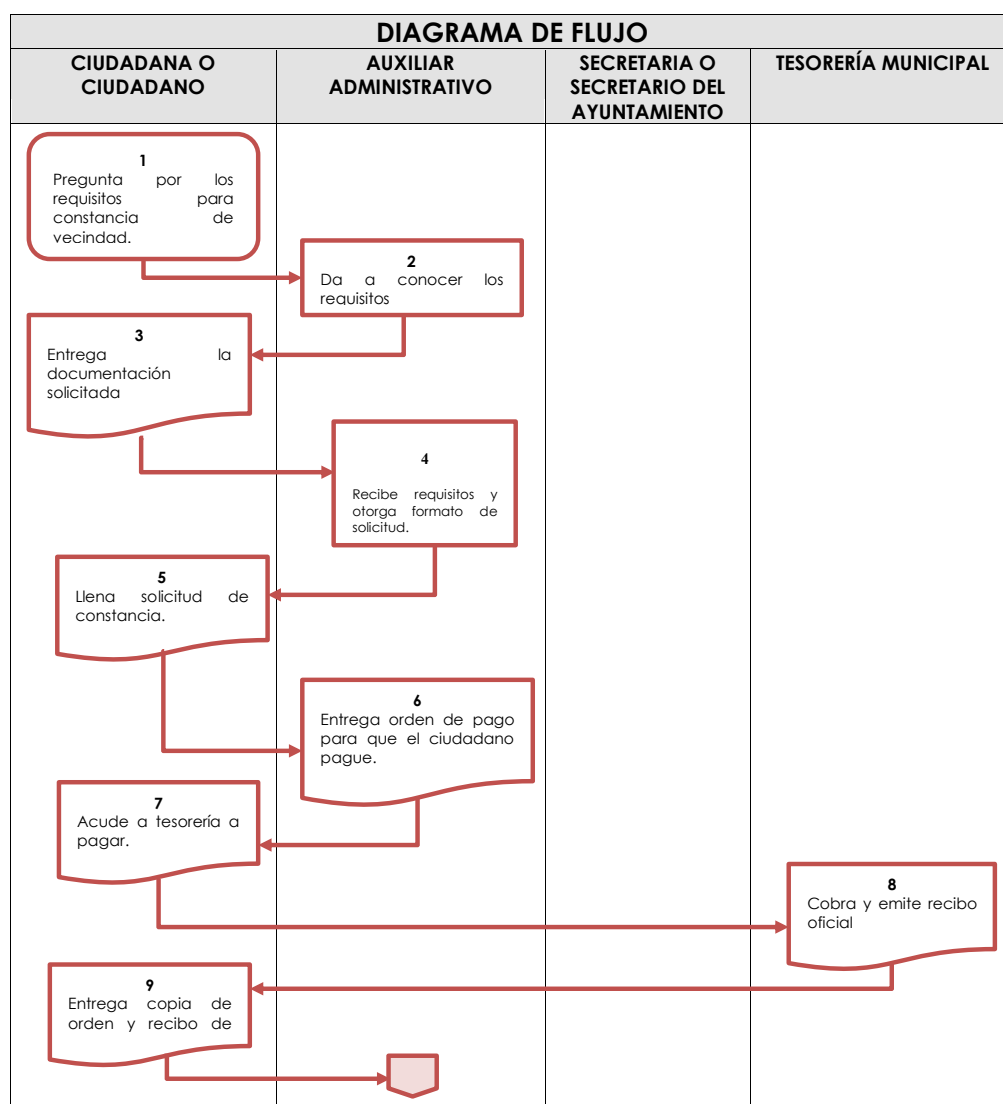 DIAGRAMA DE FLUJO
CIUDADANA O
CIUDADANO
AUXILIAR
ADMINISTRATIVO
SECRETARIA O
SECRETARIO DEL
AYUNTAMIENTO
TESORERÍA MUNICIPAL
1
Pregunta por los
requisitos para
constancia de
vecindad.
2
Da a conocer los
requisitos
3
Entrega la
documentación
solicitada
4
Recibe requisitos y
otorga formato de
solicitud.
5
Llena solicitud de
constancia.
6
Entrega orden de pago
para que el ciudadano
pague.
7
Acude a tesorería a
pagar.
8
Cobra y emite recibo
oficial
9
Entrega copia de
orden y recibo de